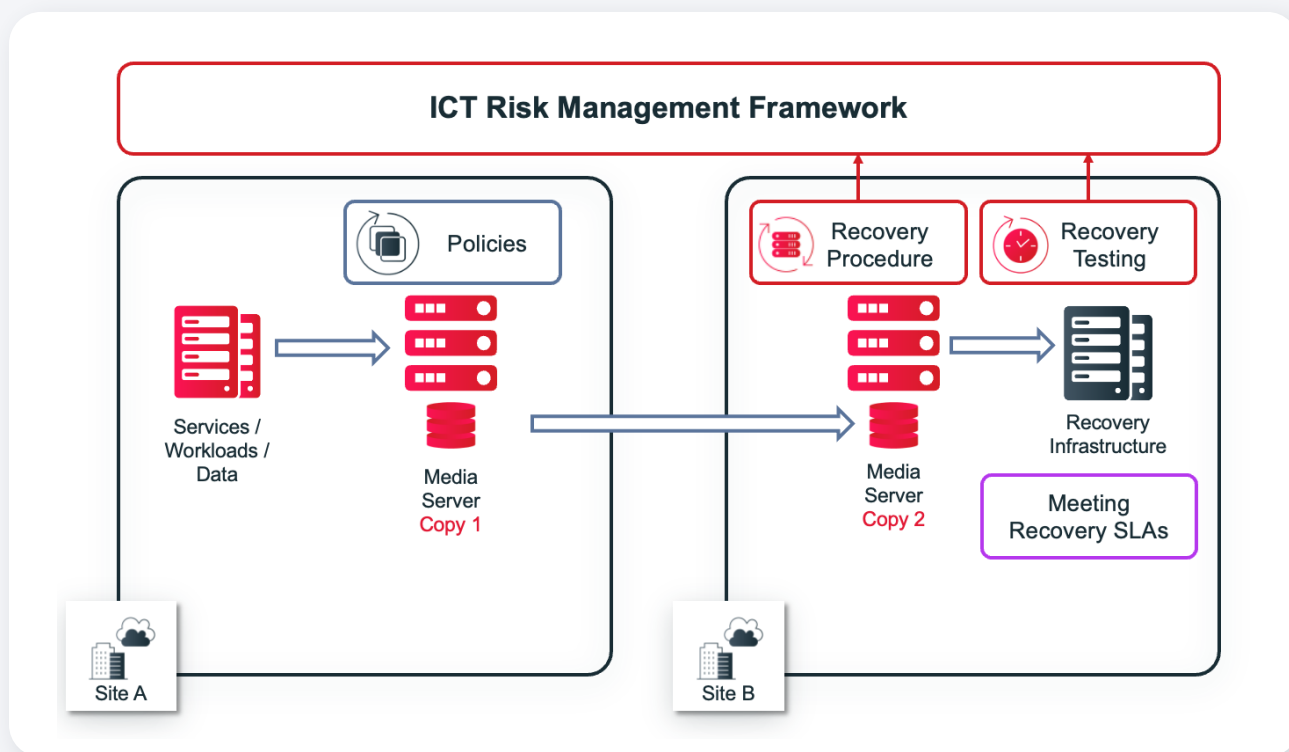 ICT Risk Management Framework
Policies
Services /
Workloads /
Data
Media
Server
Copy 1
Site A
Recovery
Procedure
Recovery
Testing
Media
Server
Copy 2
Recovery
Infrastructure
Meeting
Recovery SLAs
Site B